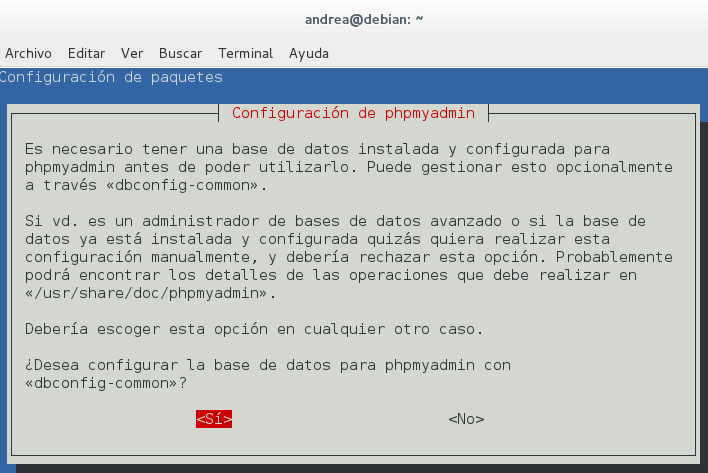 andrea@debian: ~
Archivo Editar Ver Buscar Terminal Ayuda
Configuración de paquetes
Configuración de phpmyadmin
Es necesario tener una base de datos instalada y configurada para
phpmyadmin antes de poder utilizarlo. Puede gestionar esto opcionalmente
a través «dbconfig-common».
Si vd. es un administrador de bases de datos avanzado o si la base de
datos ya está instalada y configurada quizás quiera realizar esta
configuración manualmente, y debería rechazar esta opción. Probablemente
podrá encontrar los detalles de las operaciones que debe realizar en
«/usr/share/doc/phpmyadmin».
Debería escoger esta opción en cualquier otro caso.
¿Desea configurar la base de datos para phpmyadmin con
«dbconfig-common»?
<Sí> <No>